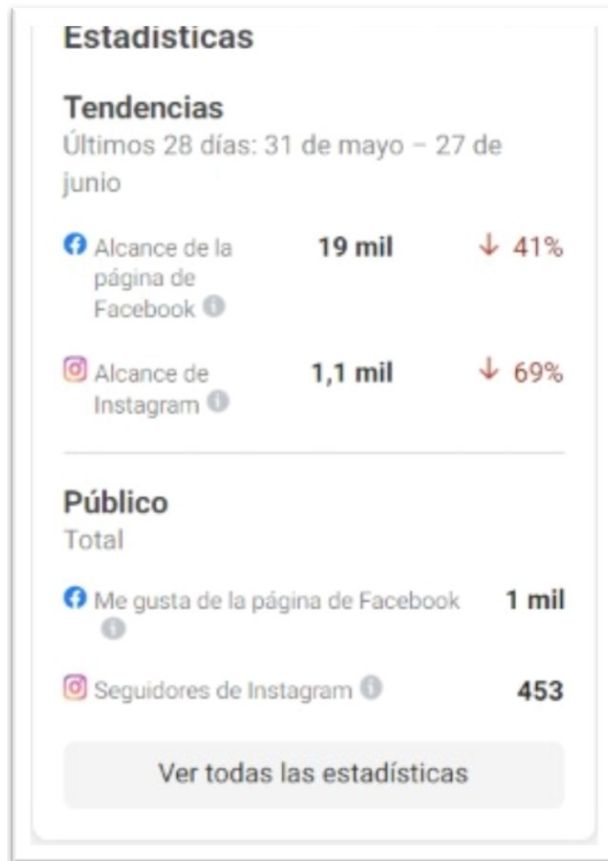 Estadísticas
Tendencias
Últimos 28 días: 31 de mayo – 27 de
junio
Alcance de la 19 mil ↓ 41%
página de
Facebook
Alcance de 1,1 mil ↓ 69%
Instagram
Público
Total
Me gusta de la página de Facebook 1 mil
Seguidores de Instagram 453
Ver todas las estadísticas